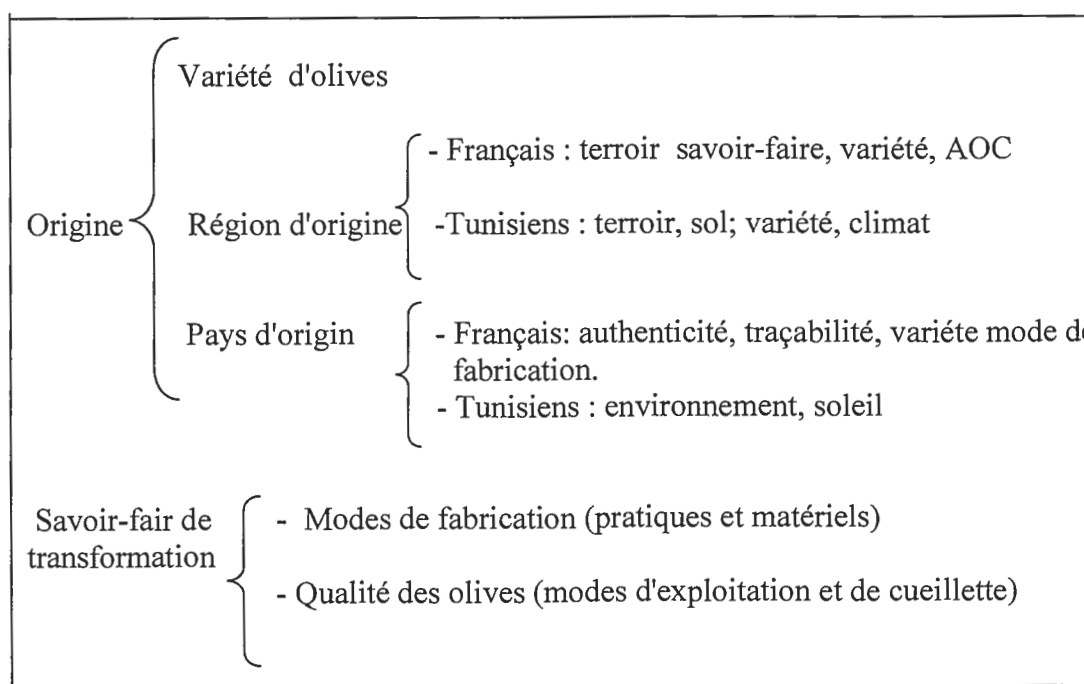 Variété d'olives
- Français : terroir savoir-faire, variété, AOC
Origine
Région d'origine
-Tunisiens : terroir, sol; variété, climat
Pays d'origin
- Français: authenticité, traçabilité, variéte mode de
fabrication.
- Tunisiens : environnement, soleil
Savoir-fair de
transformation
- Modes de fabrication (pratiques et matériels)
- Qualité des olives (modes d'exploitation et de cueillette)